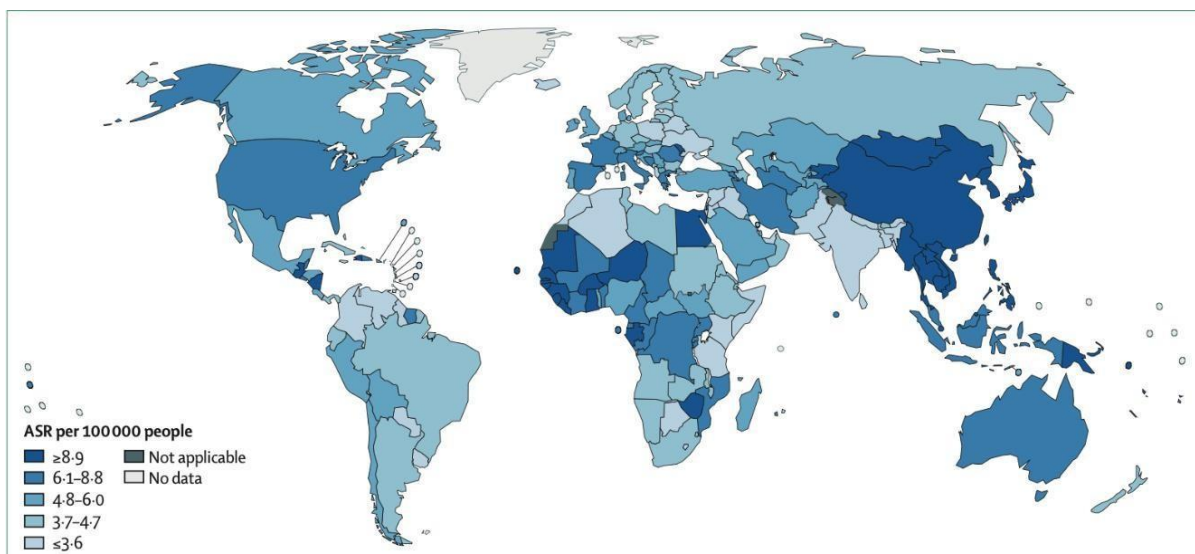 ASR per 100 000 people
≥8·9
6·1–8·8
4·8–6·0
3·7–4·7
≤3·6
Not applicable
No data